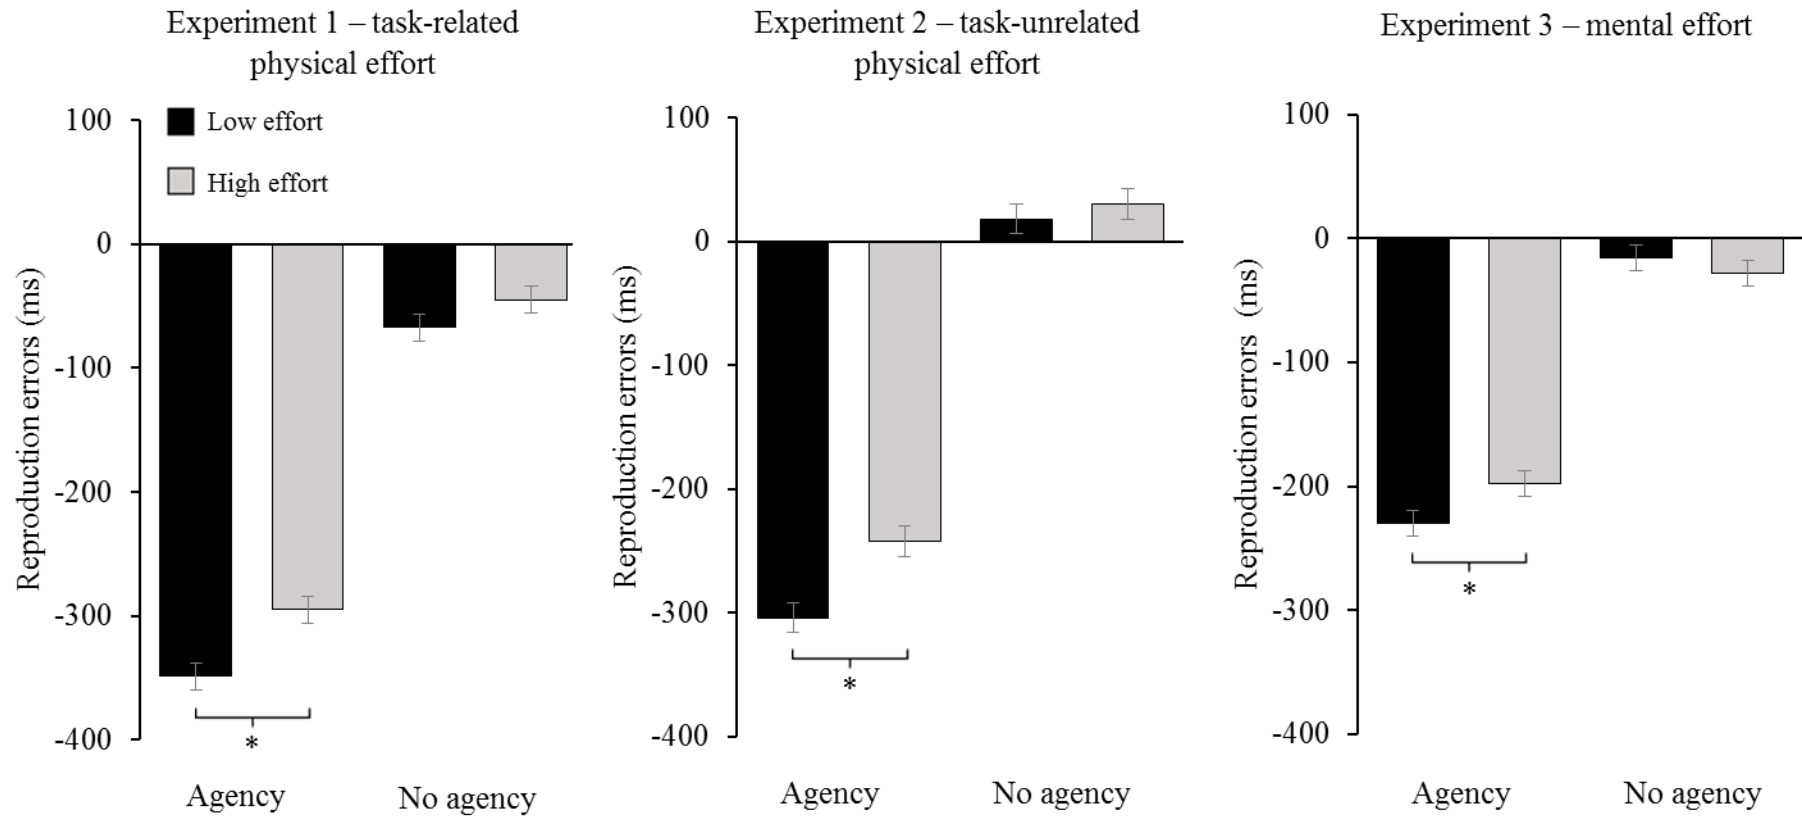 Experiment 1 – task-related
physical effort
Low effort
High effort
100
0
-100
-200
-300
-400
Reproduction errors (ms)
*
Agency
No agency
Experiment 2 – task-unrelated
physical effort
100
0
-100
-200
-300
-400
Reproduction errors (ms)
*
Agency
No agency
Experiment 3 – mental effort
100
0
-100
-200
-300
-400
Reproduction errors (ms)
*
Agency
No agency